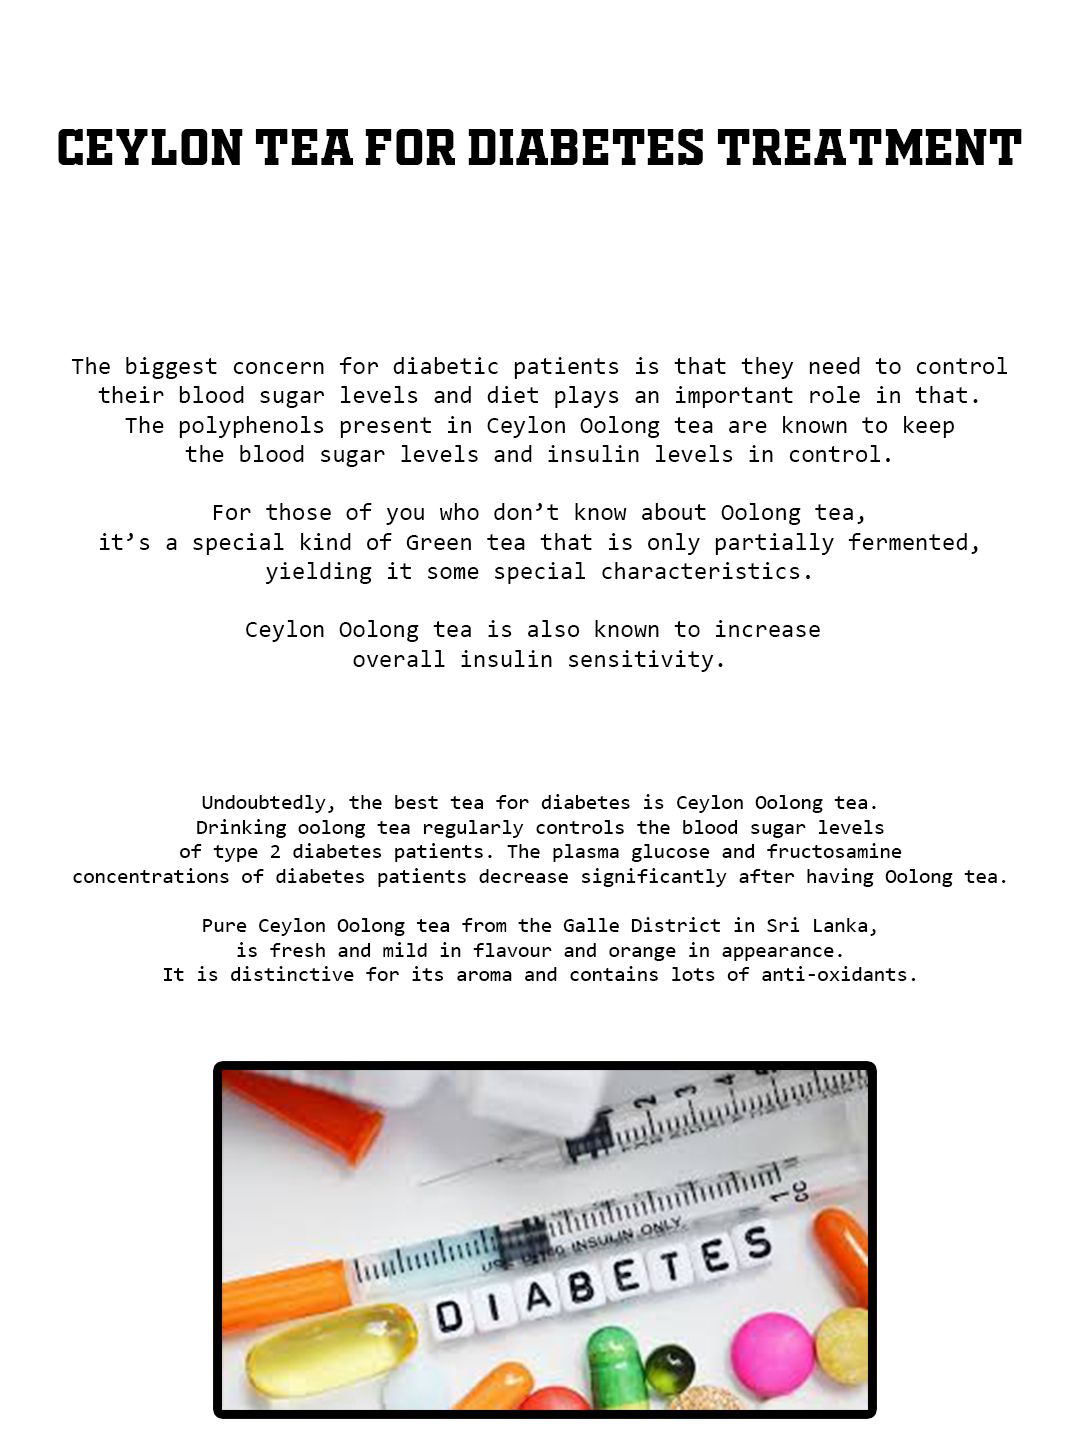 CEYLON TEA FOR DIABETES TREATMENT
The biggest concern for diabetic patients is that they need to control
their blood sugar levels and diet plays an important role in that.
The polyphenols present in Ceylon Oolong tea are known to keep
the blood sugar levels and insulin levels in control.
For those of you who don’t know about Oolong tea,
it’s a special kind of Green tea that is only partially fermented,
yielding it some special characteristics.
Ceylon Oolong tea is also known to increase
overall insulin sensitivity.
Undoubtedly, the best tea for diabetes is Ceylon Oolong tea.
Drinking oolong tea regularly controls the blood sugar levels
of type 2 diabetes patients. The plasma glucose and fructosamine
concentrations of diabetes patients decrease significantly after having Oolong tea.
Pure Ceylon Oolong tea from the Galle District in Sri Lanka,
is fresh and mild in flavour and orange in appearance.
It is distinctive for its aroma and contains lots of anti-oxidants.
1 2 3 4 5
1 cc
INSULIN ONLY
DIABETES